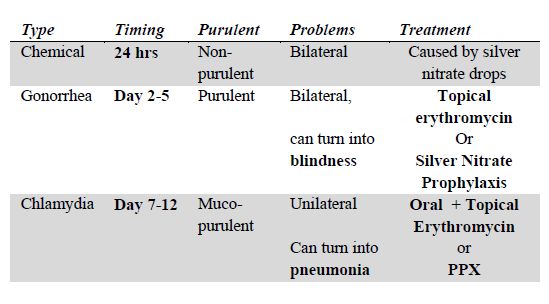 Type Timing Purulent Problems Treatment
Chemical 24 hrs Non- Bilateral Caused by silver
purulent nitrate drops
Gonorrhea Day 2-5 Purulent Bilateral, Topical
erythromycin
can turn into Or
blindness Silver Nitrate
Prophylaxis
Chlamydia Day 7-12 Muco- Unilateral Oral + Topical
purulent Erythromycin
Can turn into or
pneumonia PPX